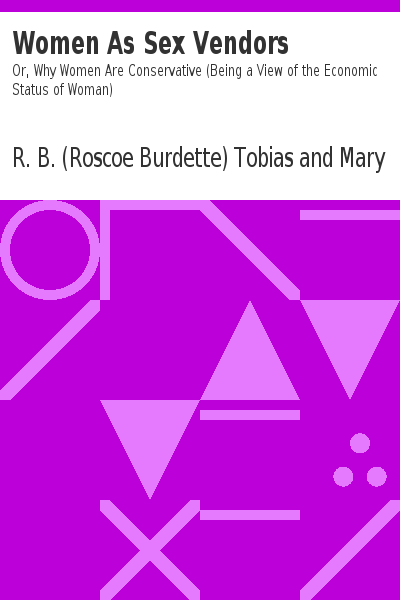 Women As Sex Vendors
Or, Why Women Are Conservative (Being a View of the Economic
Status of Woman)
R. B. (Roscoe Burdette) Tobias and Mary